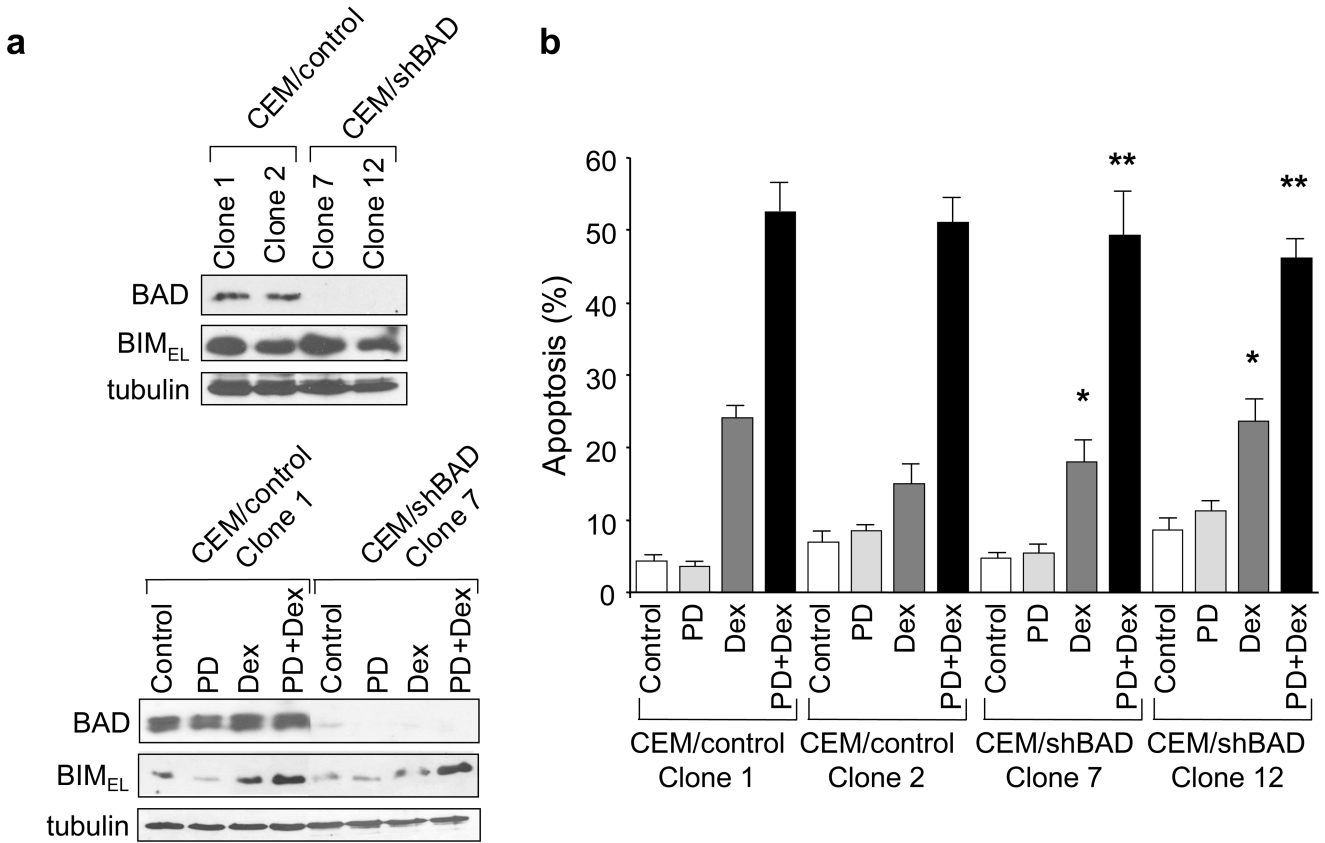 a
CEM/control
CEM/shBAD
Clone 1
Clone 2
Clone 7
Clone 12
BAD
BIMEL
tubulin
CEM/control
Clone 1
CEM/shBAD
Clone 7
Control
PD
Dex
PD+Dex
Control
PD
Dex
PD+Dex
BAD
BIMEL
tubulin
b
Apoptosis (%)
60
50
40
30
20
10
0
**
**
*
*
Control
PD
Dex
PD+Dex
Control
PD
Dex
PD+Dex
Control
PD
Dex
PD+Dex
Control
PD
Dex
PD+Dex
CEM/control
Clone 1
CEM/control
Clone 2
CEM/shBAD
Clone 7
CEM/shBAD
Clone 12